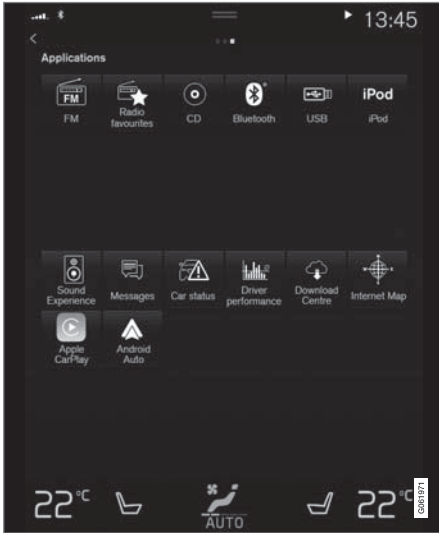 13:45
Applications
FM
iPod
FM
Radio
favourites
CD
Bluetooth
USB
iPod
Sound
Experience
Messages
Car status
Driver
performance
Download
Centre
Internet Map
Apple
CarPlay
Android
Auto
22°C
22°C
AUTO
G061971